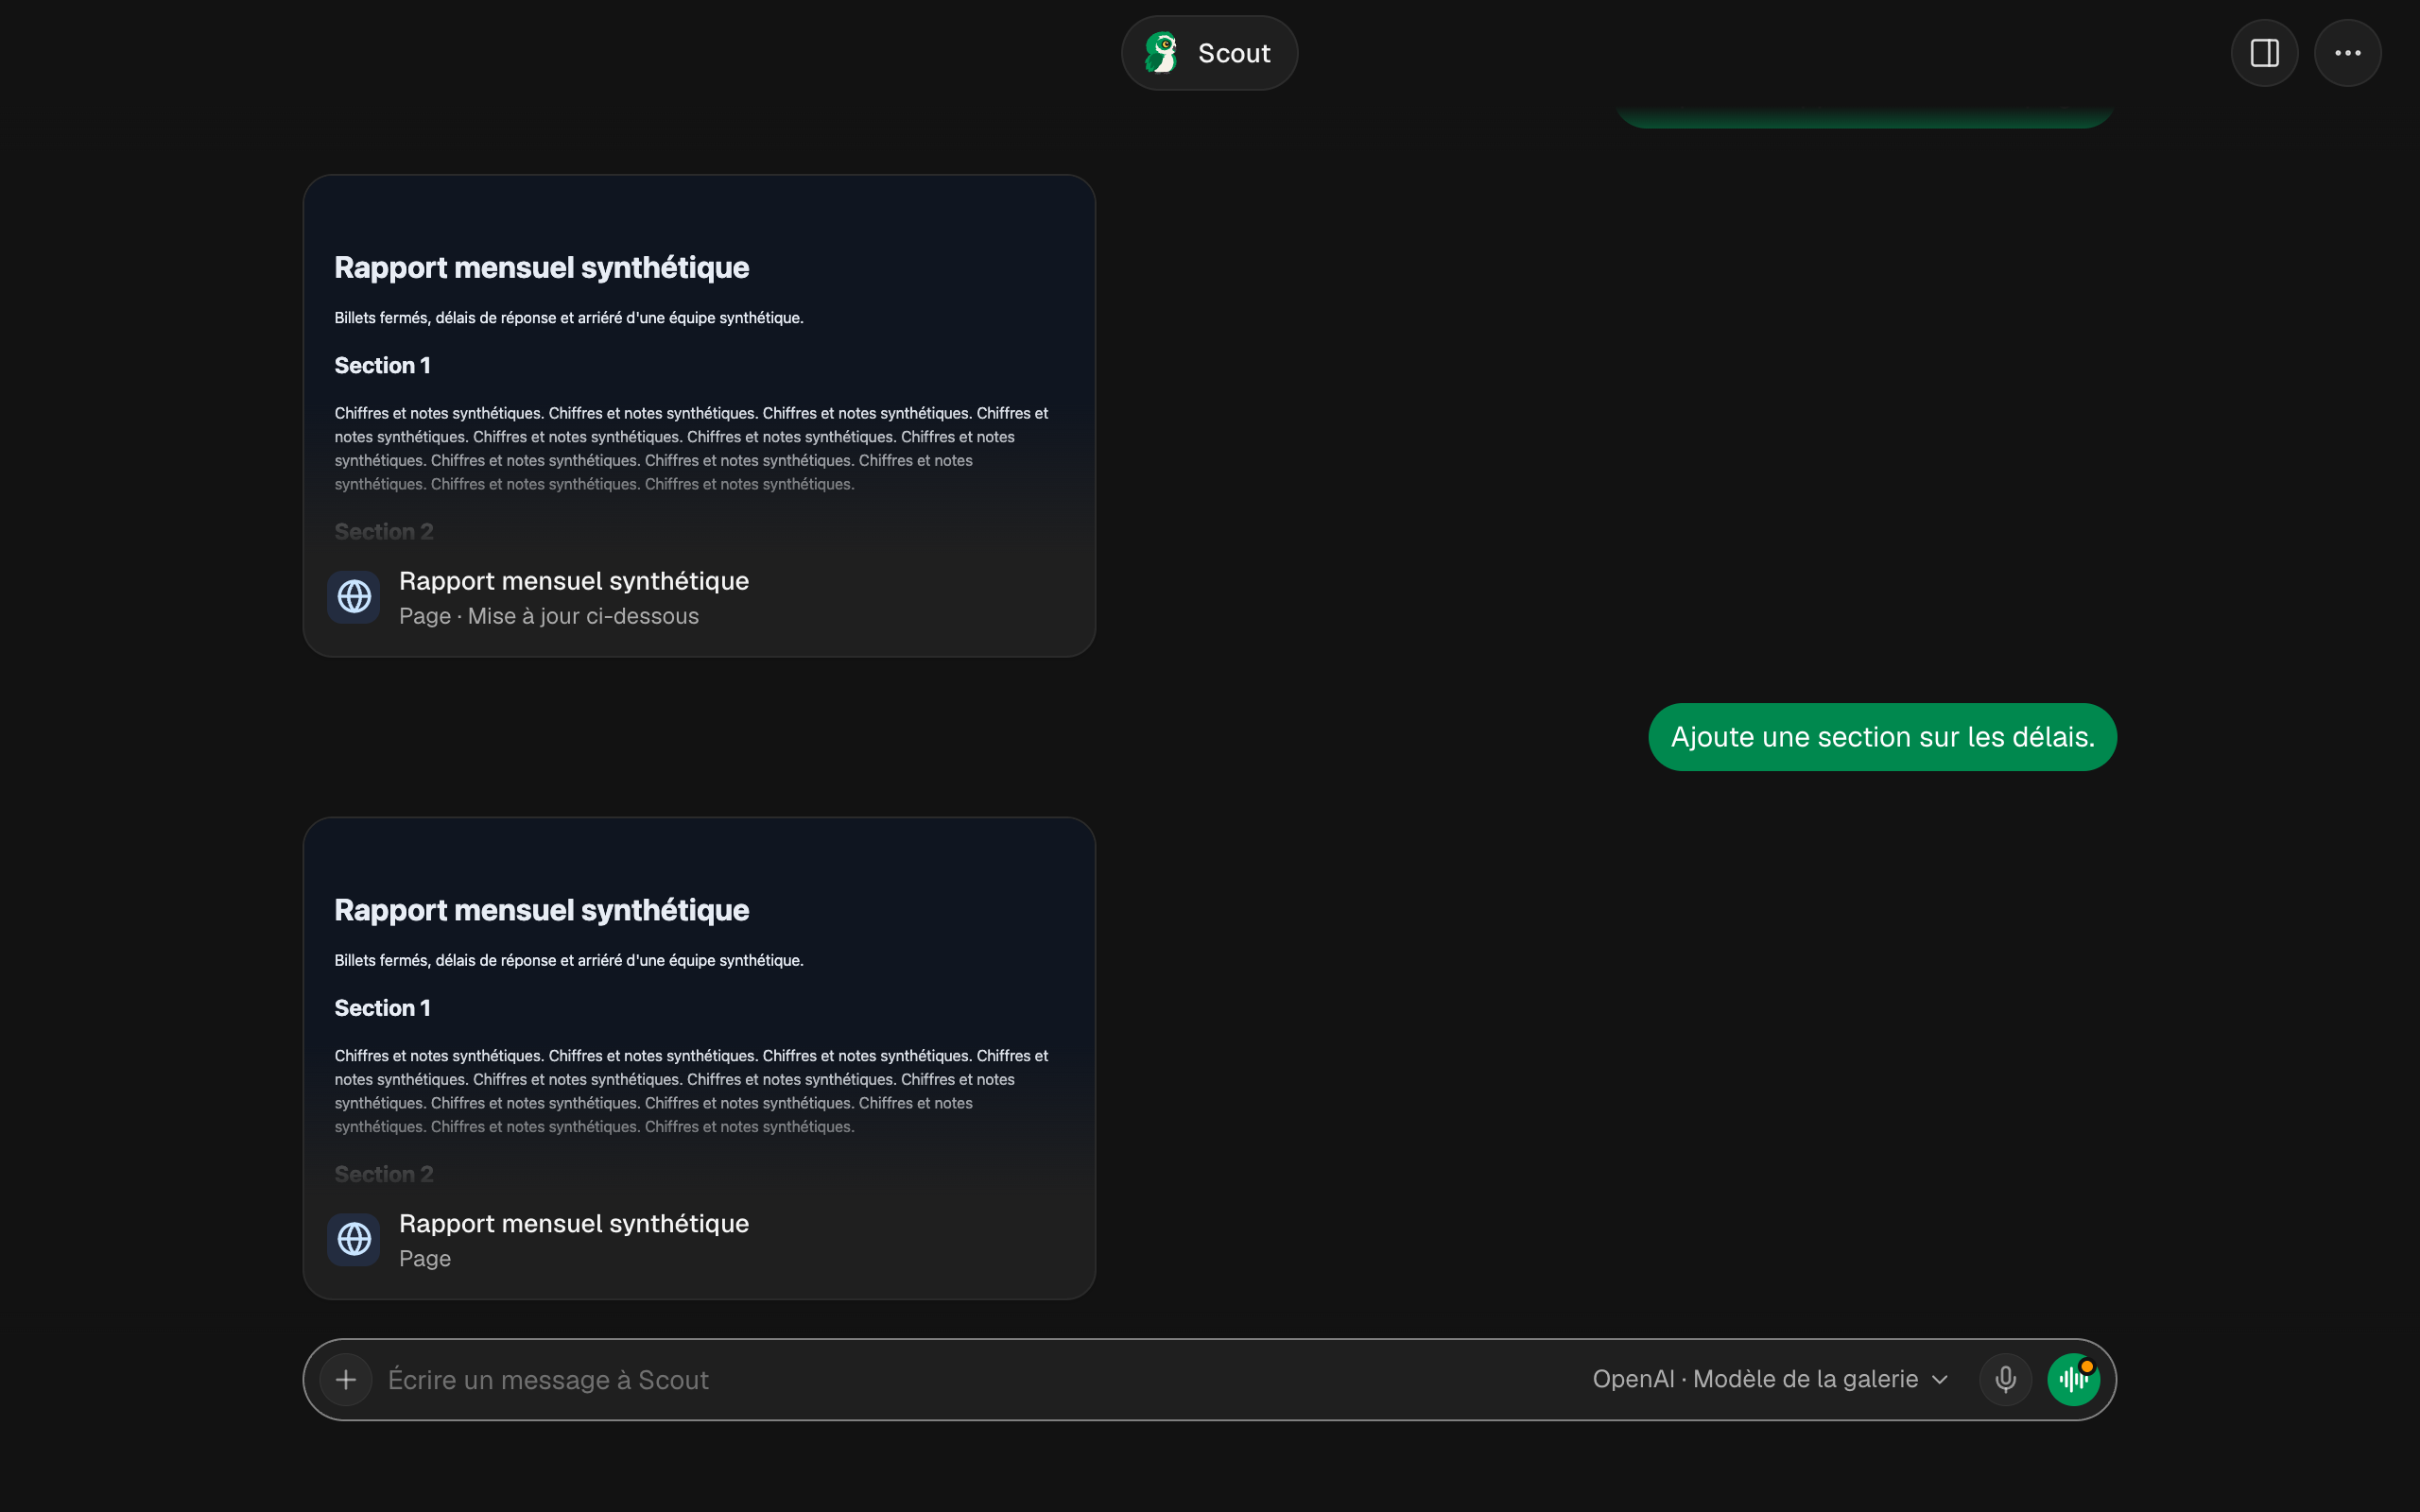 Scout
Rapport mensuel synthétique
Billets fermés, délais de réponse et arriéré d'une équipe synthétique.
Section 1
Chiffres et notes synthétiques. Chiffres et notes synthétiques. Chiffres et notes synthétiques. Chiffres et
notes synthétiques. Chiffres et notes synthétiques. Chiffres et notes synthétiques. Chiffres et notes
synthétiques. Chiffres et notes synthétiques. Chiffres et notes synthétiques. Chiffres et notes
synthétiques. Chiffres et notes synthétiques. Chiffres et notes synthétiques.
Section 2
Rapport mensuel synthétique
Page · Mise à jour ci-dessous
Ajoute une section sur les délais.
Rapport mensuel synthétique
Billets fermés, délais de réponse et arriéré d'une équipe synthétique.
Section 1
Chiffres et notes synthétiques. Chiffres et notes synthétiques. Chiffres et notes synthétiques. Chiffres et
notes synthétiques. Chiffres et notes synthétiques. Chiffres et notes synthétiques. Chiffres et notes
synthétiques. Chiffres et notes synthétiques. Chiffres et notes synthétiques. Chiffres et notes
synthétiques. Chiffres et notes synthétiques. Chiffres et notes synthétiques.
Section 2
Rapport mensuel synthétique
Page
Écrire un message à Scout
OpenAI · Modèle de la galerie